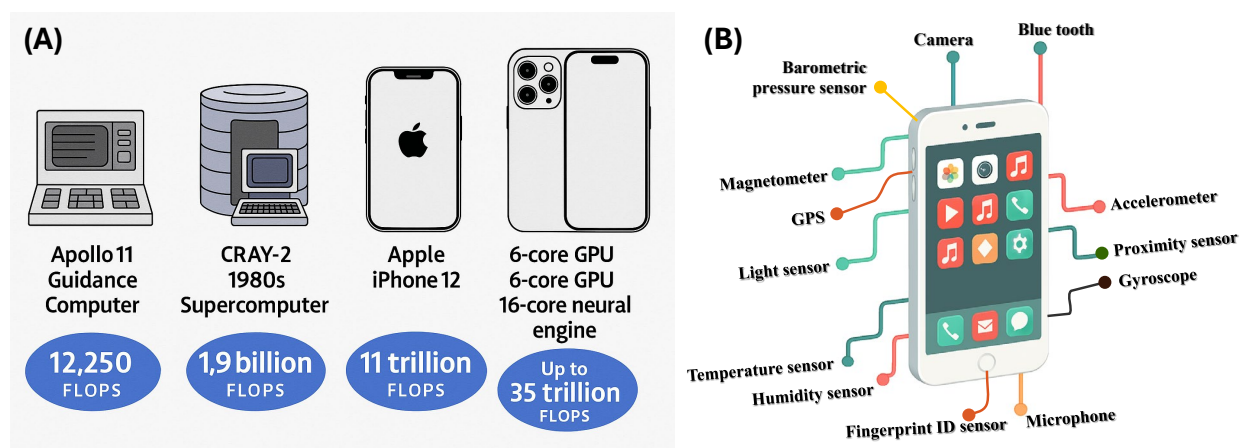 (A)
Apollo 11
Guidance
Computer
12,250
FLOPS
CRAY-2
1980s
Supercomputer
1,9 billion
FLOPS
Apple
iPhone 12
11 trillion
FLOPS
6-core GPU
6-core GPU
16-core neural
engine
Up to
35 trillion
FLOPS
(B)
Camera
Blue tooth
Barometric
pressure sensor
Magnetometer
GPS
Light sensor
Temperature sensor
Humidity sensor
Fingerprint ID sensor
Microphone
Accelerometer
Proximity sensor
Gyroscope